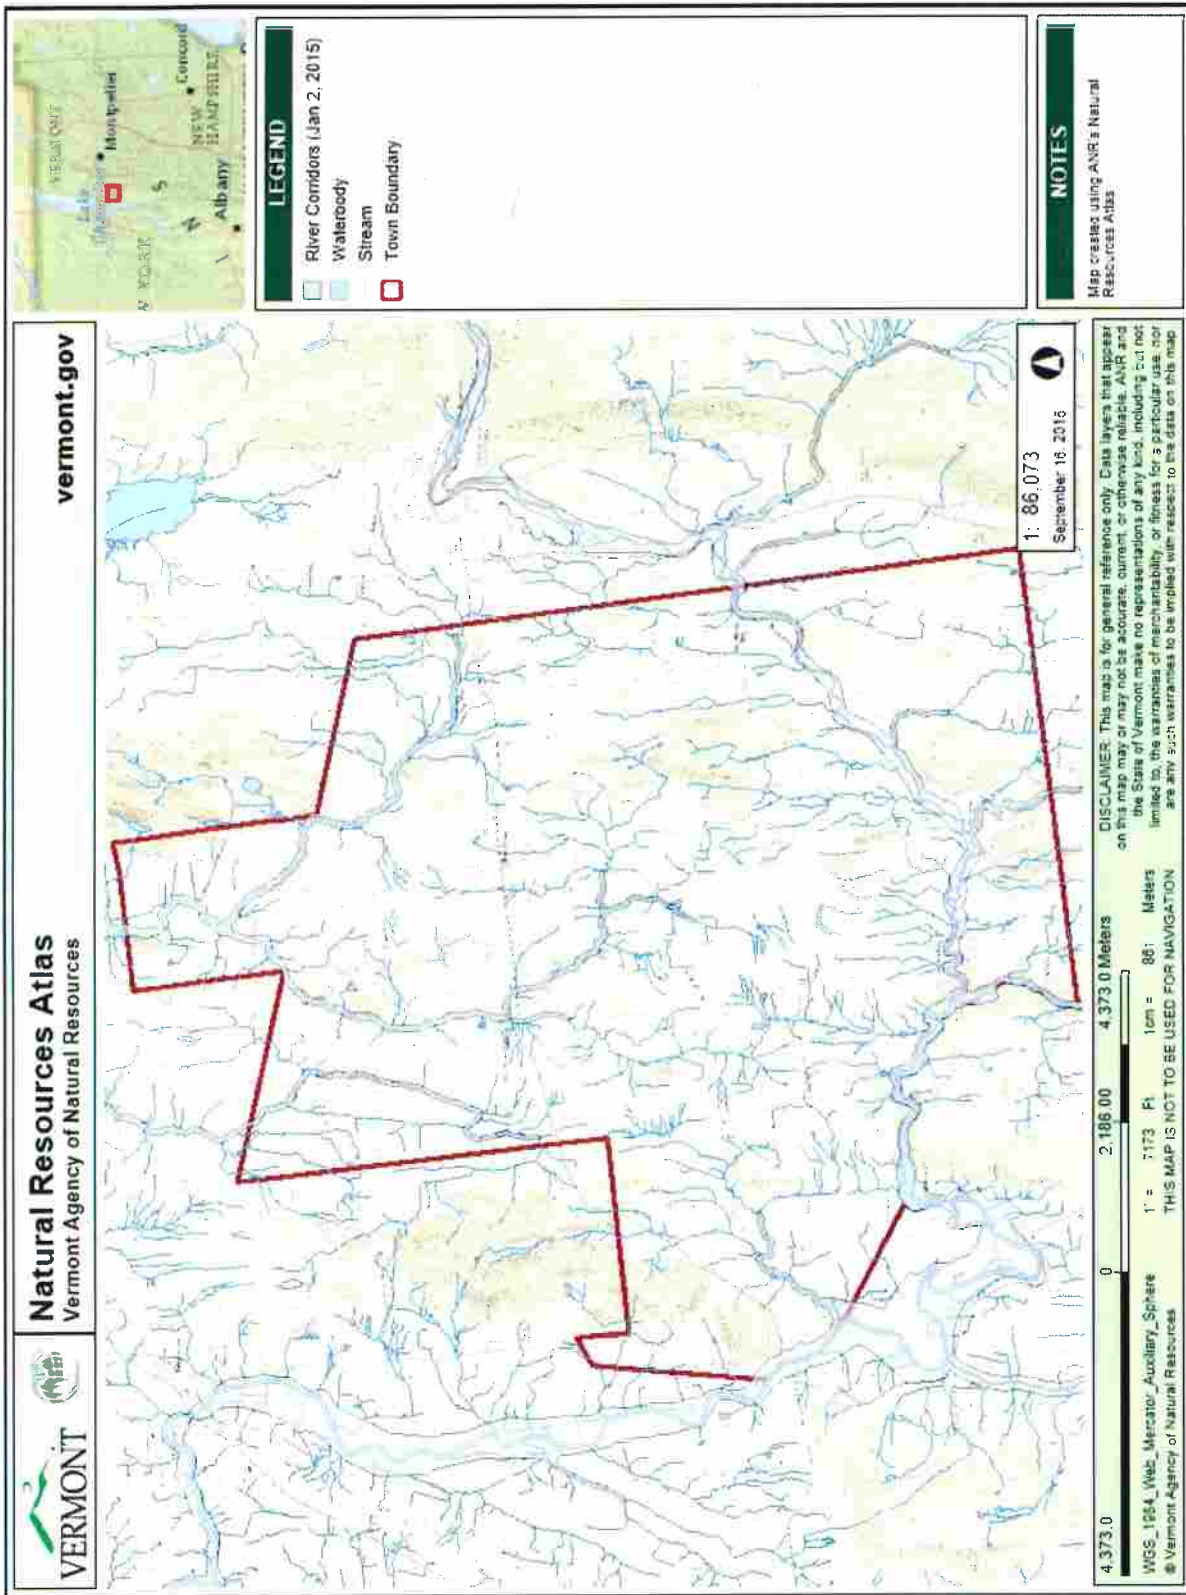 VERMONT
Natural Resources Atlas
Vermont Agency of Natural Resources
vermont.gov
VERMONT
Montpelier
NEW
HAMPSHIRE
Concord
Albany
LEGEND
River Corridors (Jan 2, 2015)
Waterbody
Stream
Town Boundary
1: 86,073
September 16, 2015
NOTES
Map created using ANR's Natural
Resources Atlas
4,373.0
0
2,186.00
4,373.0 Meters
WGS_1984_Web_Mercator_Auxiliary_Sphere
1" = 7173 Ft 1cm = 861 Meters
© Vermont Agency of Natural Resources
THIS MAP IS NOT TO BE USED FOR NAVIGATION
DISCLAIMER: This map is for general reference only. Data layers that appear
on this map may or may not be accurate, current, or otherwise reliable. ANR and
the State of Vermont make no representations of any kind, including but not
limited to, the warranties of merchantability, or fitness for a particular use, nor
are any such warranties to be implied with respect to the data on this map.